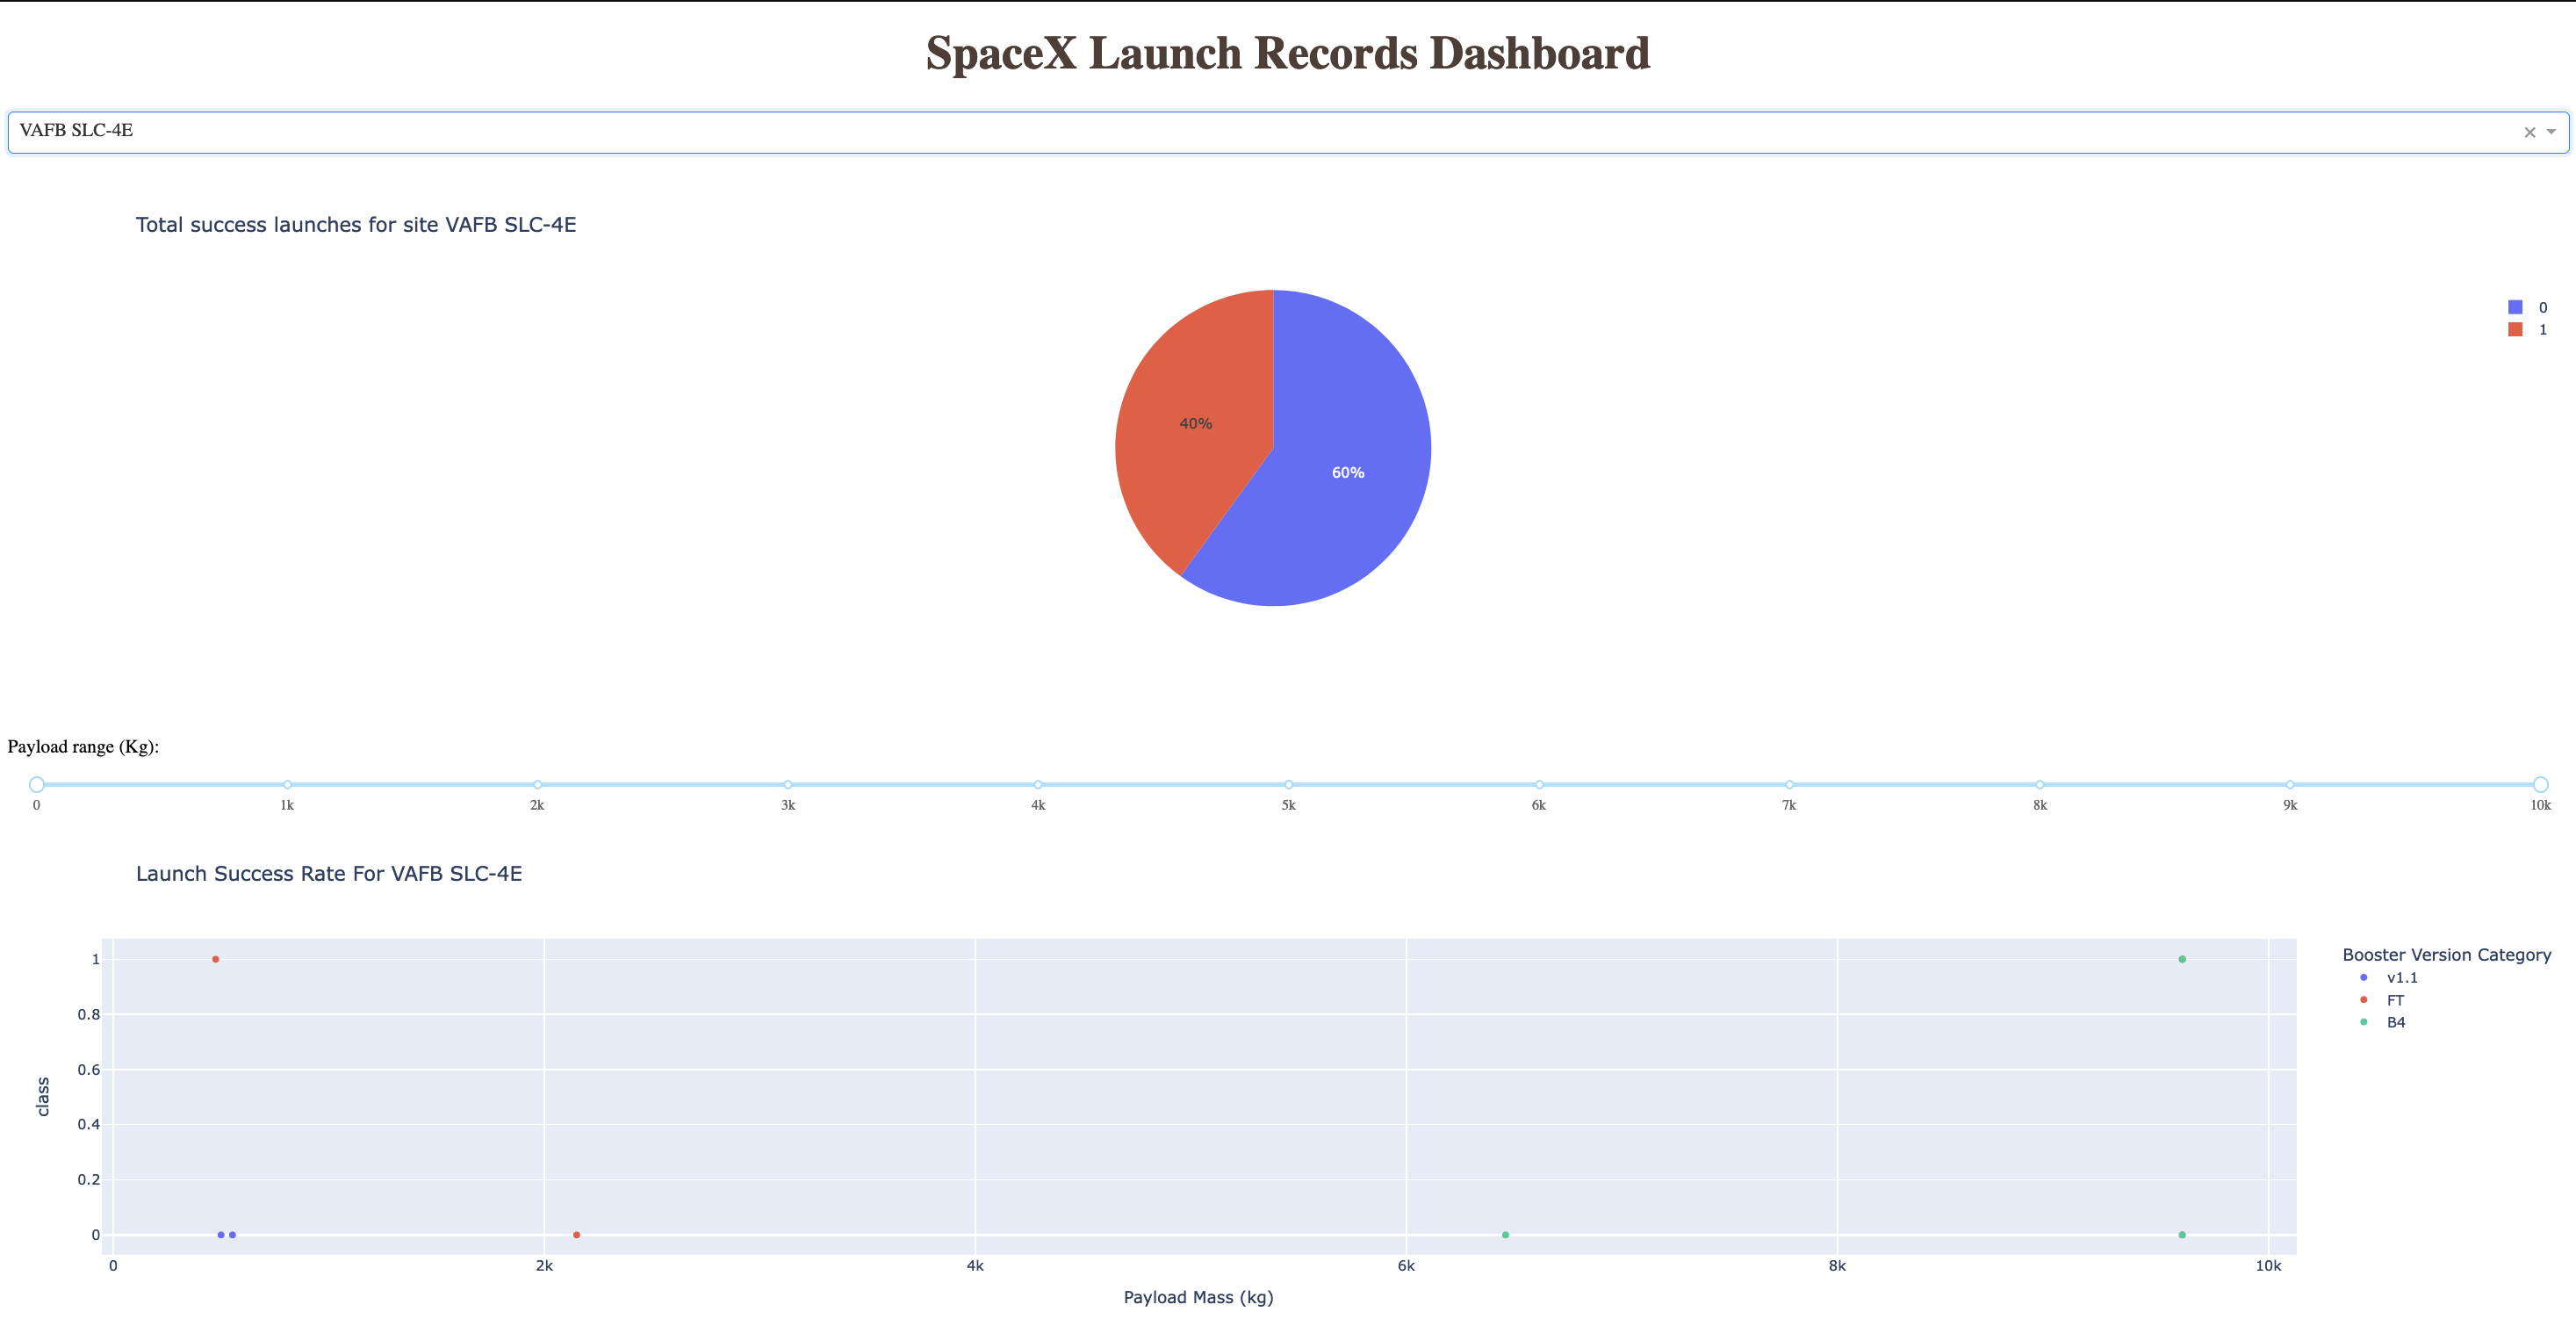 SpaceX Launch Records Dashboard
VAFB SLC-4E
Total success launches for site VAFB SLC-4E
0
1
40%
60%
Payload range (Kg):
0 1k 2k 3k 4k 5k 6k 7k 8k 9k 10k
Launch Success Rate For VAFB SLC-4E
Booster Version Category
v1.1
FT
B4
1
0.8
0.6
0.4
0.2
0
class
0 2k 4k 6k 8k 10k
Payload Mass (kg)